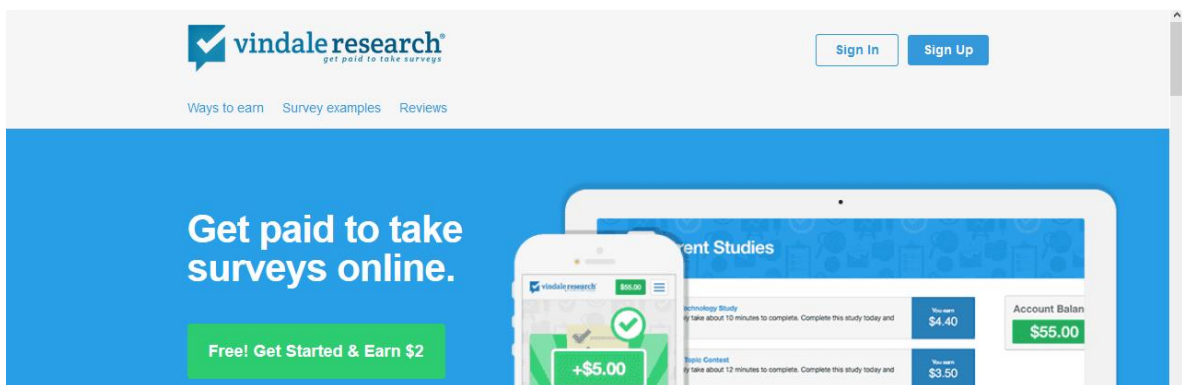 vindale research®
get paid to take surveys
Sign In
Sign Up
Ways to earn
Survey examples
Reviews
Get paid to take
surveys online.
Free! Get Started & Earn $2
vindale research
$55.00
+$5.00
rent Studies
chnology Study
y take about 10 minutes to complete. Complete this study today and
You earn
$4.40
Topic Contest
y take about 12 minutes to complete. Complete this study today and
You earn
$3.50
Account Balan
$55.00